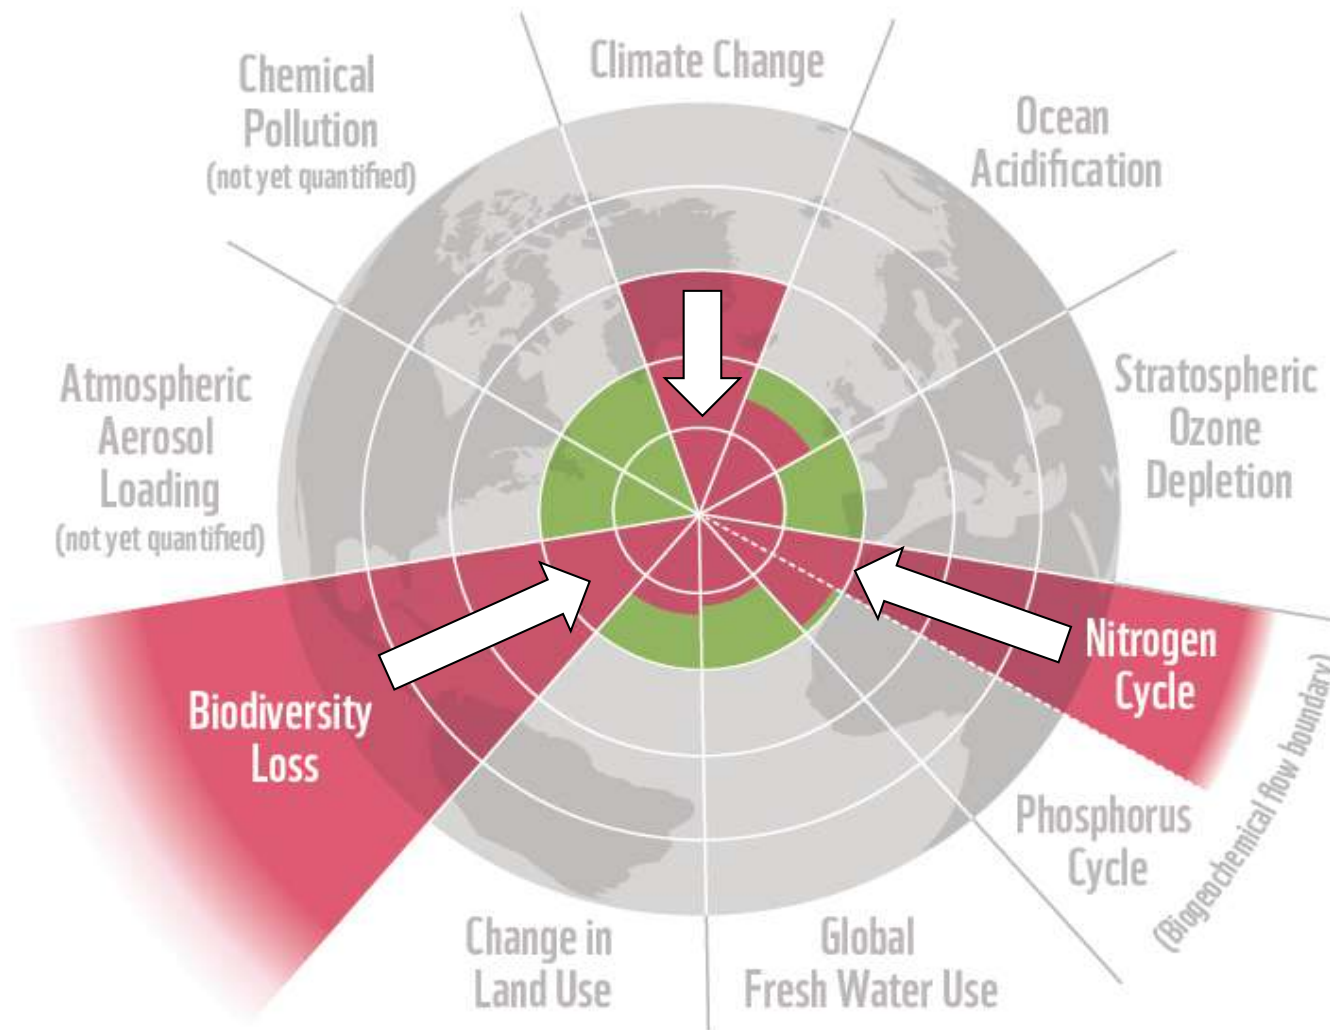 Climate Change
Chemical
Pollution
(not yet quantified)
Ocean
Acidification
Atmospheric
Aerosol
Loading
(not yet quantified)
Stratospheric
Ozone
Depletion
Biodiversity
Loss
Nitrogen
Cycle
Phosphorus
Cycle
(Biogeochemical flow boundary)
Change in
Land Use
Global
Fresh Water Use